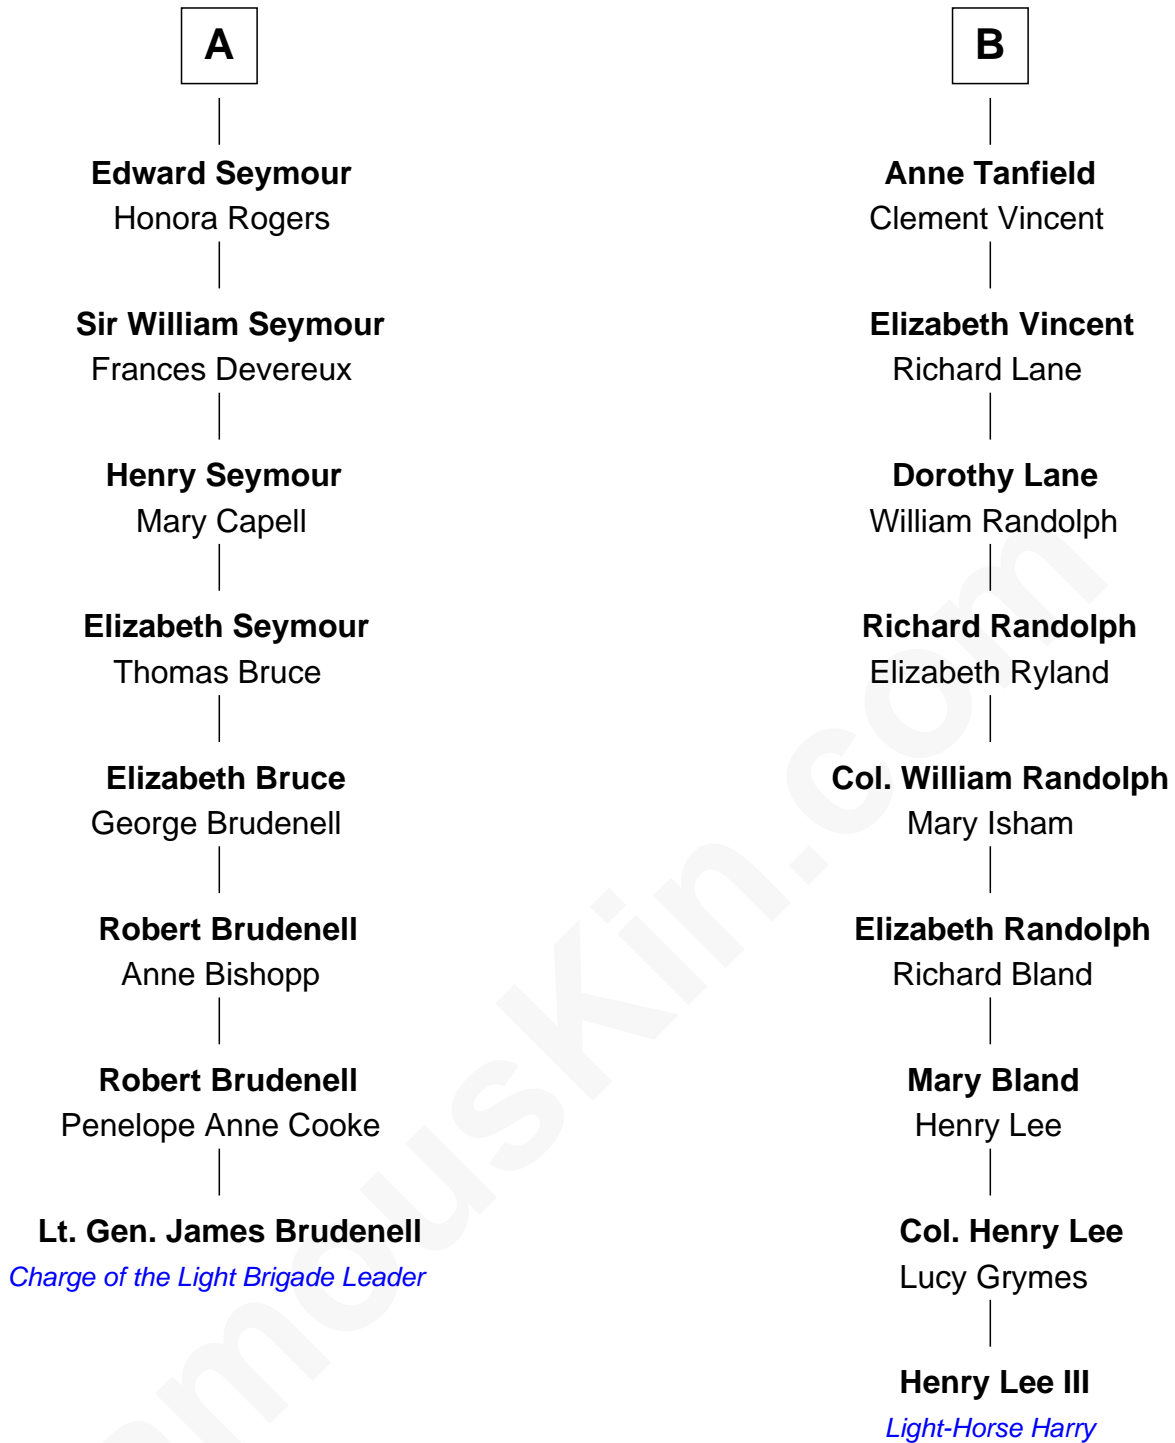 A
Edward Seymour
Honora Rogers
Sir William Seymour
Frances Devereux
Henry Seymour
Mary Capell
Elizabeth Seymour
Thomas Bruce
Elizabeth Bruce
George Brudenell
Robert Brudenell
Anne Bishopp
Robert Brudenell
Penelope Anne Cooke
Lt. Gen. James Brudenell
Charge of the Light Brigade Leader
B
Anne Tanfield
Clement Vincent
Elizabeth Vincent
Richard Lane
Dorothy Lane
William Randolph
Richard Randolph
Elizabeth Ryland
Col. William Randolph
Mary Isham
Elizabeth Randolph
Richard Bland
Mary Bland
Henry Lee
Col. Henry Lee
Lucy Grymes
Henry Lee III
Light-Horse Harry
amousKin.com